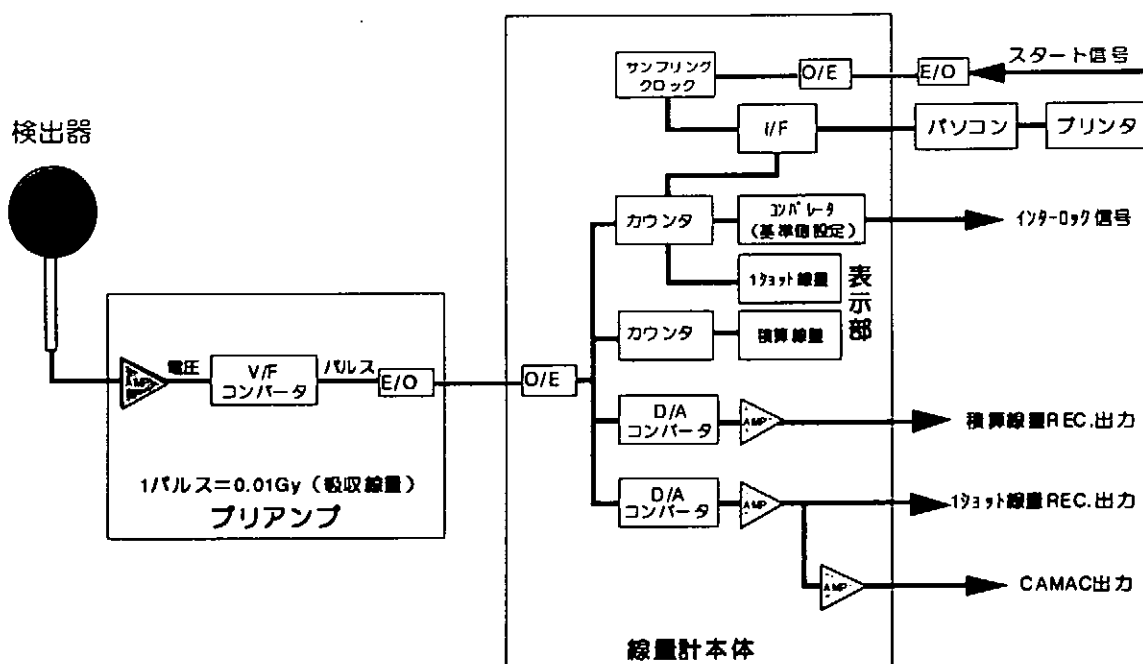 検出器
AMP
電圧
V/F
コンバータ
パルス
E/O
1パルス=0.01Gy(吸収線量)
プリアンプ
O/E
サンプリング
クロック
O/E
E/O
スタート信号
I/F
パソコン
プリンタ
カウンタ
コンパレータ
(基準値設定)
インターロック信号
1ショット線量
表示部
カウンタ
積算線量
D/A
コンバータ
AMP
積算線量REC.出力
D/A
コンバータ
AMP
1ショット線量REC.出力
AMP
CAMAC出力
線量計本体